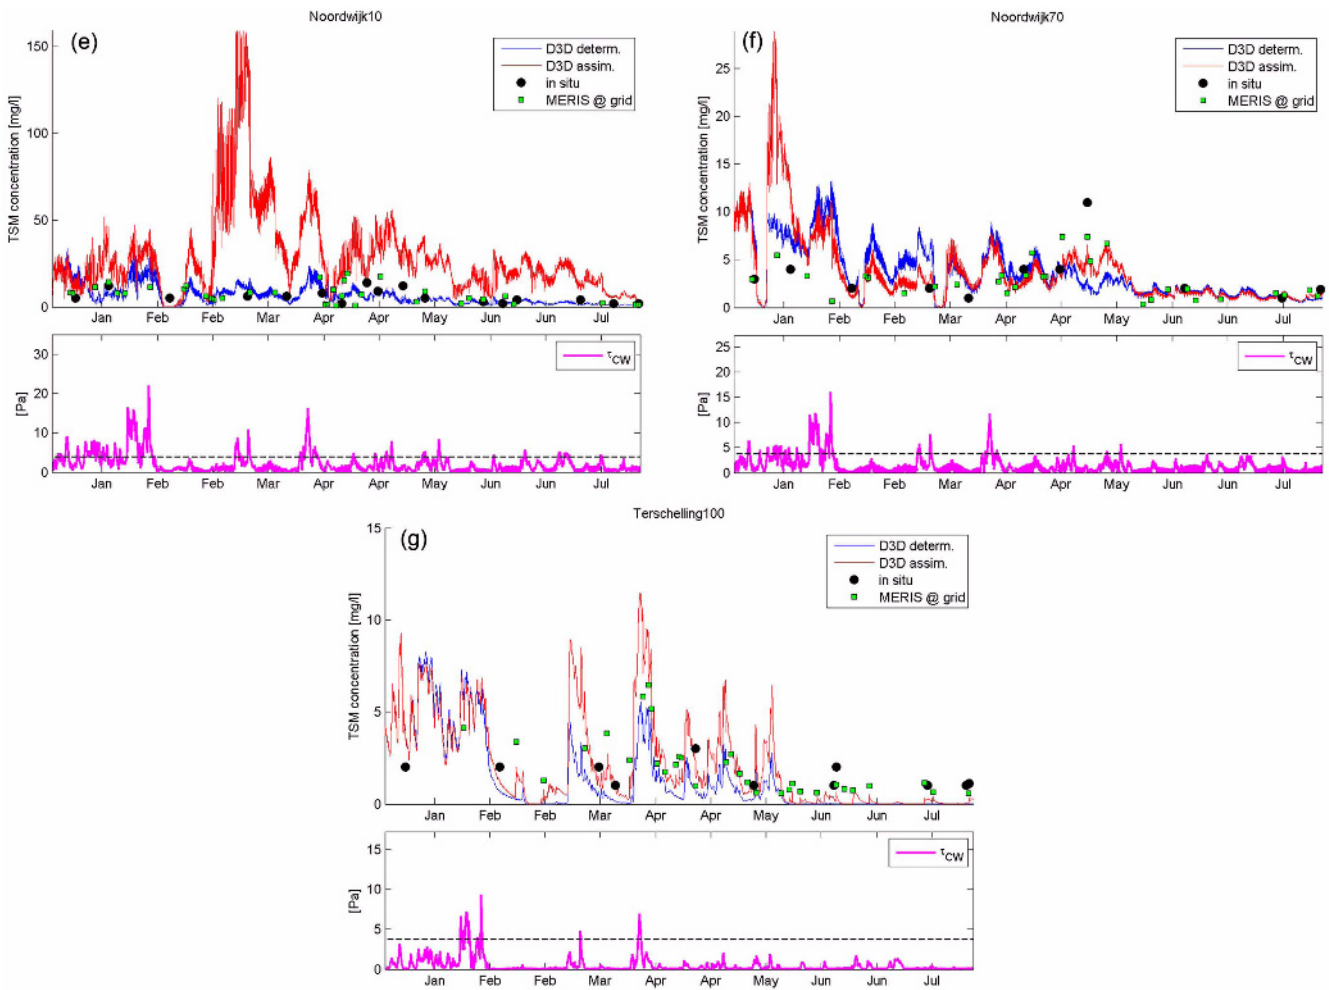 Noordwijk10
(e)
TSM concentration [mg/l]
150
100
50
0
D3D determ.
D3D assim.
in situ
MERIS @ grid
Jan Feb Feb Mar Apr Apr May Jun Jun Jul
[Pa]
30
20
10
0
τCW
Jan Feb Feb Mar Apr Apr May Jun Jun Jul
Noordwijk70
(f)
TSM concentration [mg/l]
25
20
15
10
5
0
D3D determ.
D3D assim.
in situ
MERIS @ grid
Jan Feb Feb Mar Apr Apr May Jun Jun Jul
[Pa]
25
20
15
10
5
0
τCW
Jan Feb Feb Mar Apr Apr May Jun Jun Jul
Terschelling100
(g)
TSM concentration [mg/l]
15
10
5
0
D3D determ.
D3D assim.
in situ
MERIS @ grid
Jan Feb Feb Mar Apr Apr May Jun Jun Jul
[Pa]
15
10
5
0
τCW
Jan Feb Feb Mar Apr Apr May Jun Jun Jul